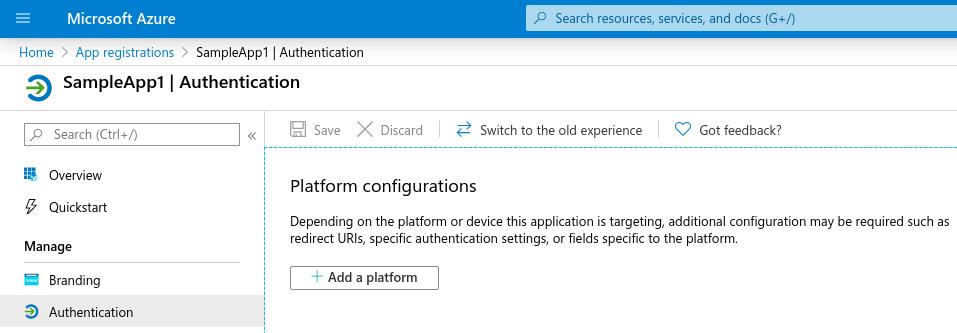 Microsoft Azure
Search resources, services, and docs (G+/)
Home > App registrations > SampleApp1 | Authentication
SampleApp1 | Authentication
Search (Ctrl+/)
«
Save
Discard
Switch to the old experience
Got feedback?
Overview
Quickstart
Manage
Branding
Authentication
Platform configurations
Depending on the platform or device this application is targeting, additional configuration may be required such as
redirect URIs, specific authentication settings, or fields specific to the platform.
+ Add a platform